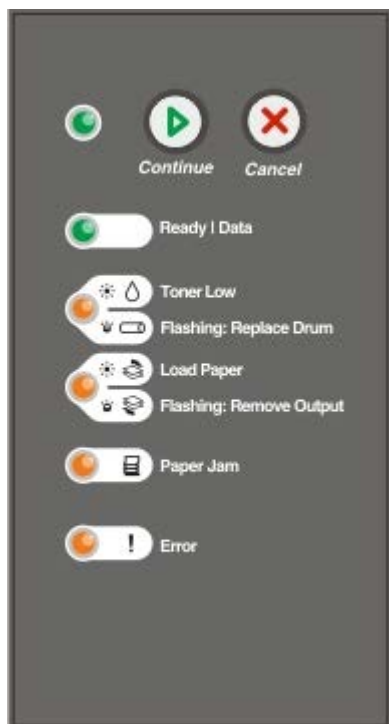 Continue Cancel
Ready | Data
Toner Low
Flashing: Replace Drum
Load Paper
Flashing: Remove Output
Paper Jam
! Error